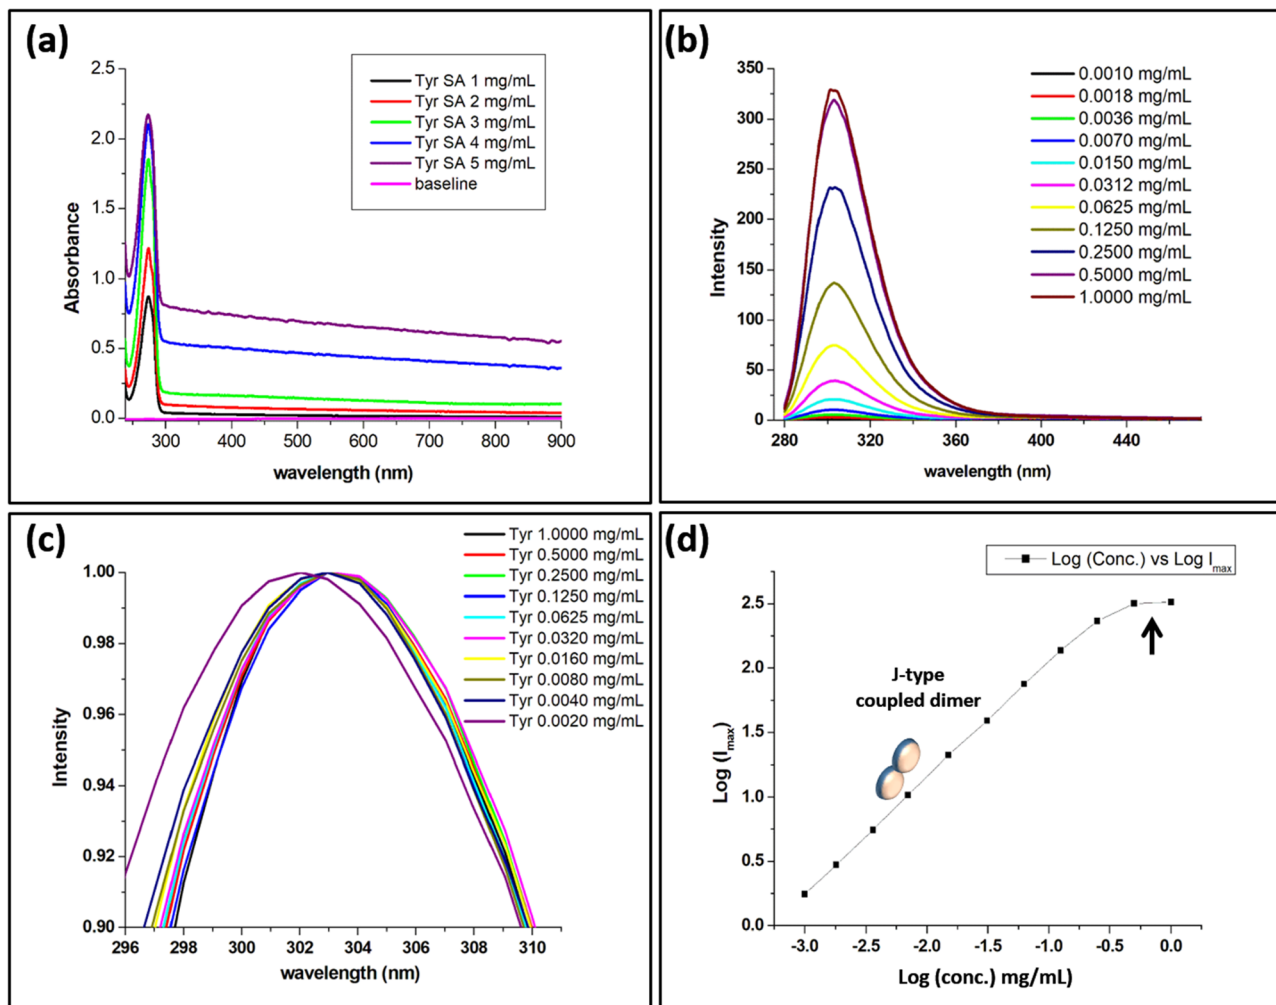 (a)
2.5
2.0
1.5
1.0
0.5
0.0
Absorbance
300
400
500
600
700
800
900
wavelength (nm)
Tyr SA 1 mg/mL
Tyr SA 2 mg/mL
Tyr SA 3 mg/mL
Tyr SA 4 mg/mL
Tyr SA 5 mg/mL
baseline
(b)
350
300
250
200
150
100
50
0
Intensity
280
320
360
400
440
wavelength (nm)
0.0010 mg/mL
0.0018 mg/mL
0.0036 mg/mL
0.0070 mg/mL
0.0150 mg/mL
0.0312 mg/mL
0.0625 mg/mL
0.1250 mg/mL
0.2500 mg/mL
0.5000 mg/mL
1.0000 mg/mL
(c)
1.00
0.98
0.96
0.94
0.92
0.90
Intensity
296
298
300
302
304
306
308
310
wavelength (nm)
Tyr 1.0000 mg/mL
Tyr 0.5000 mg/mL
Tyr 0.2500 mg/mL
Tyr 0.1250 mg/mL
Tyr 0.0625 mg/mL
Tyr 0.0320 mg/mL
Tyr 0.0160 mg/mL
Tyr 0.0080 mg/mL
Tyr 0.0040 mg/mL
Tyr 0.0020 mg/mL
(d)
Log (Conc.) vs Log Imax
2.5
2.0
1.5
1.0
0.5
0.0
Log (Imax)
J-type
coupled dimer
-3.0
-2.5
-2.0
-1.5
-1.0
-0.5
0.0
Log (conc.) mg/mL)